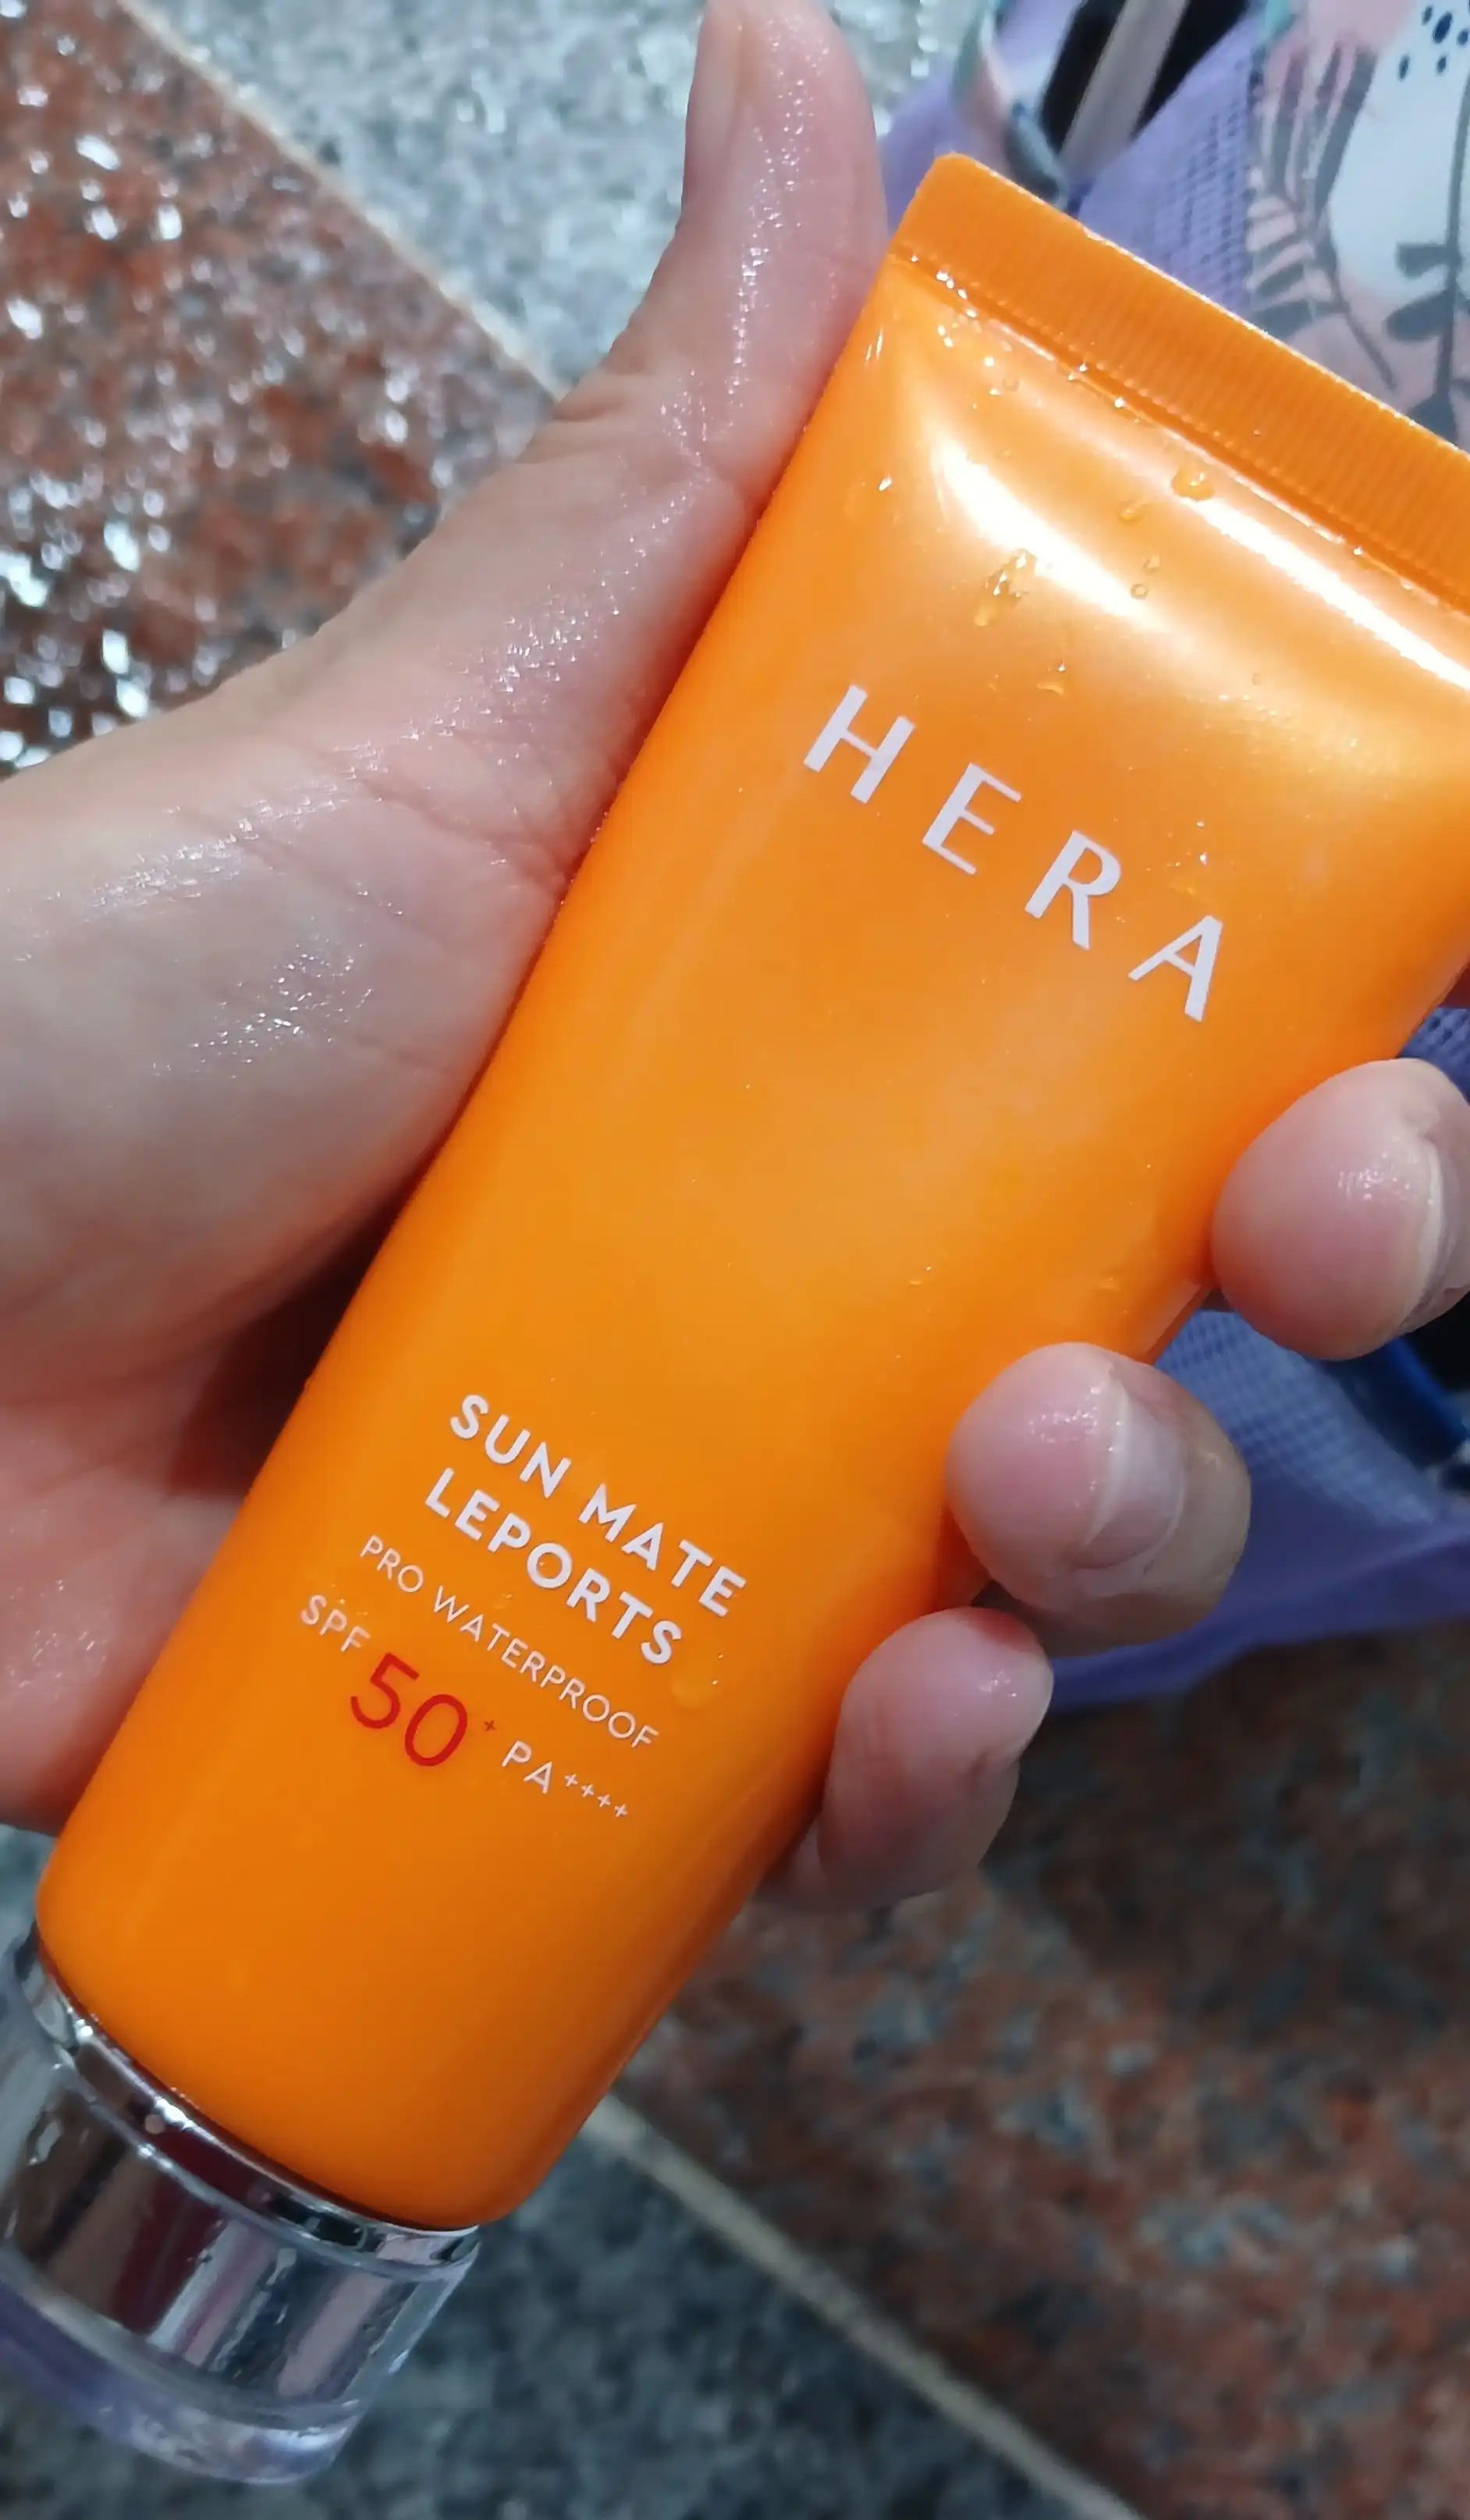 HERA
SUN MATE
LEPORTS
PRO WATERPROOF
SPF 50+ PA++++